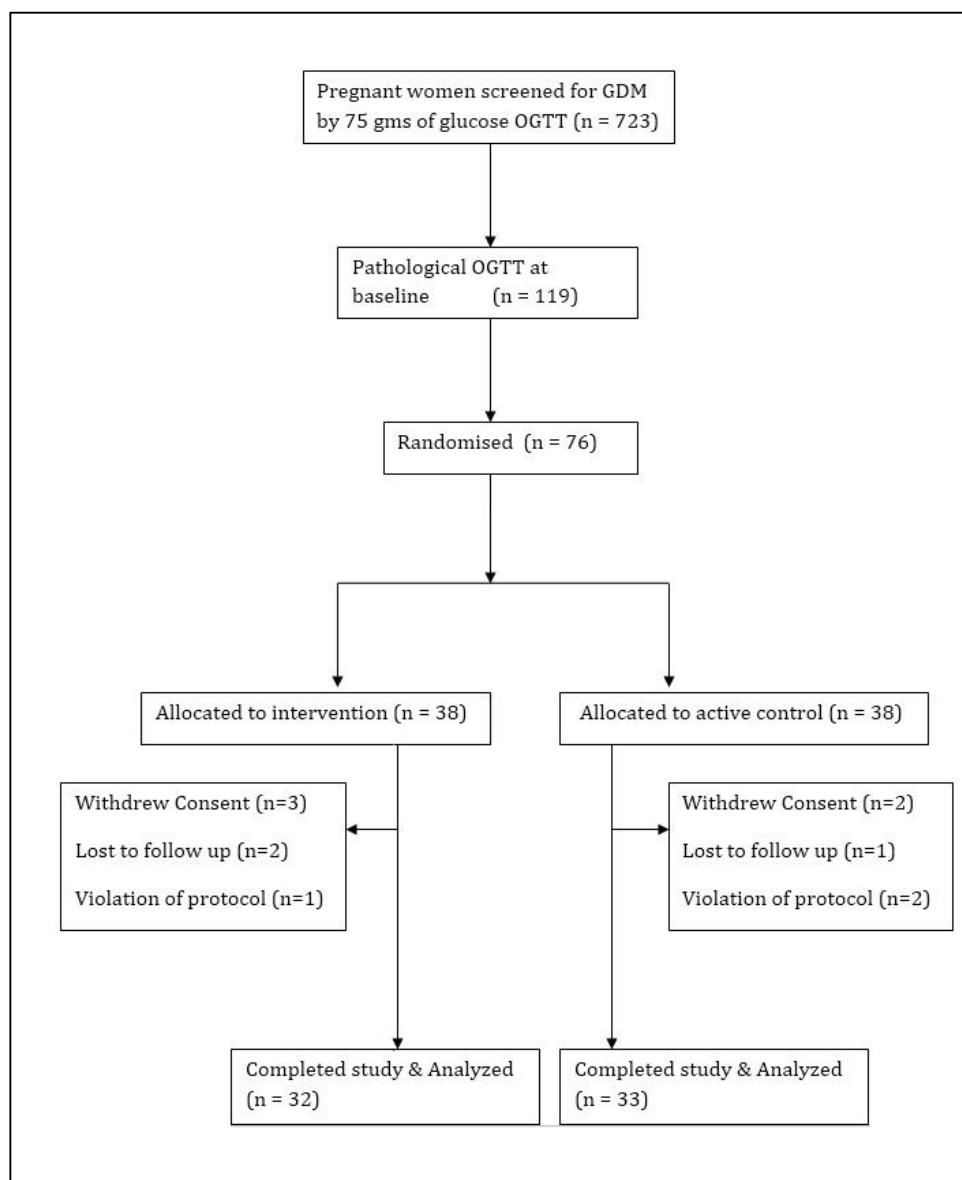 Pregnant women screened for GDM
by 75 gms of glucose OGTT (n = 723)
Pathological OGTT at
baseline (n = 119)
Randomised (n = 76)
Allocated to intervention (n = 38)
Allocated to active control (n = 38)
Withdrew Consent (n=3)
Lost to follow up (n=2)
Violation of protocol (n=1)
Withdrew Consent (n=2)
Lost to follow up (n=1)
Violation of protocol (n=2)
Completed study & Analyzed
(n = 32)
Completed study & Analyzed
(n = 33)